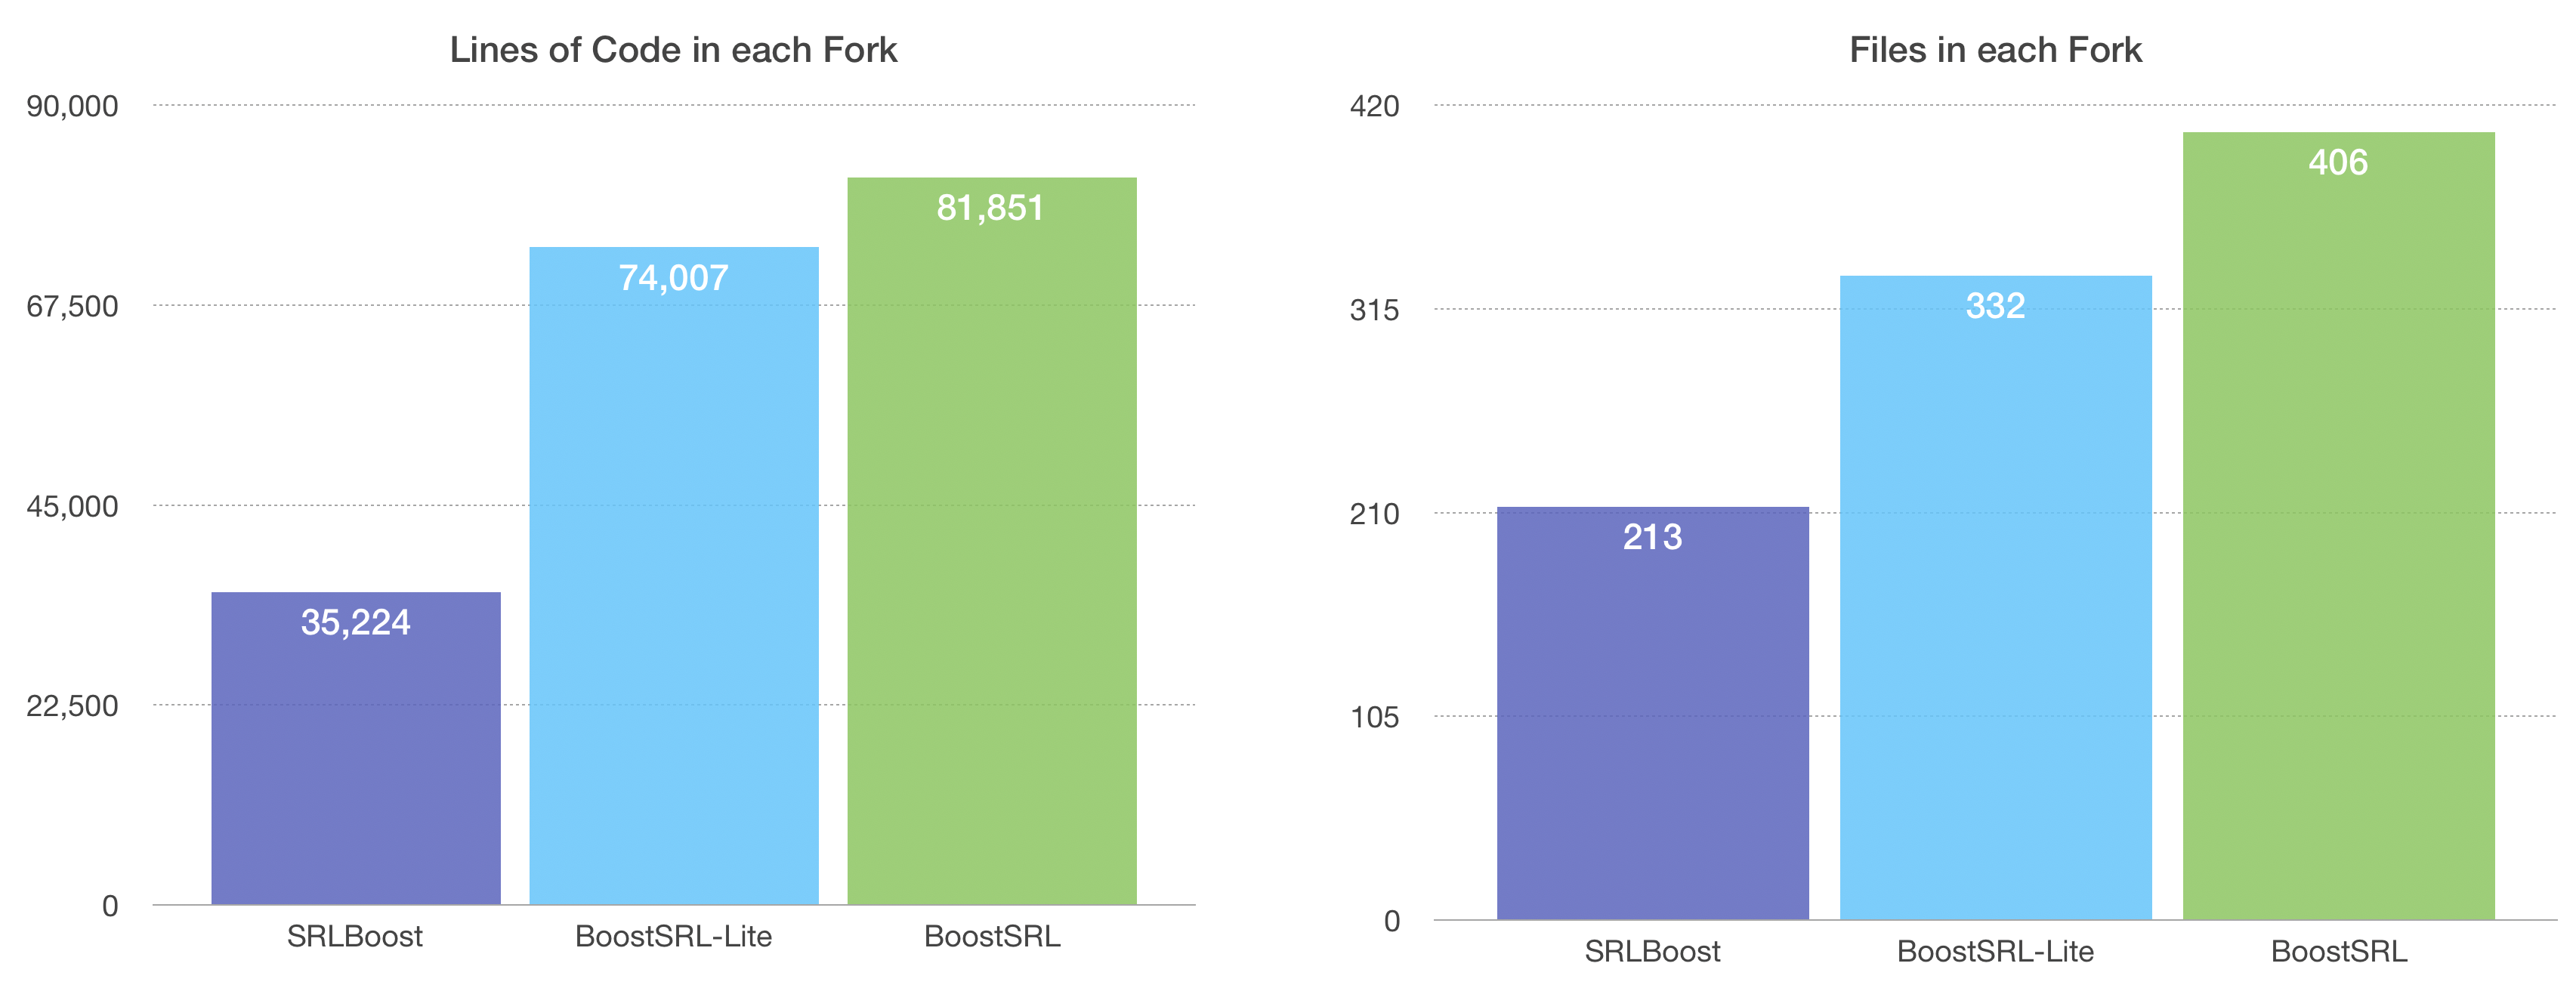 Lines of Code in each Fork
90,000
67,500
45,000
22,500
0
35,224
74,007
81,851
SRLBoost
BoostSRL-Lite
BoostSRL
Files in each Fork
420
315
210
105
0
213
332
406
SRLBoost
BoostSRL-Lite
BoostSRL